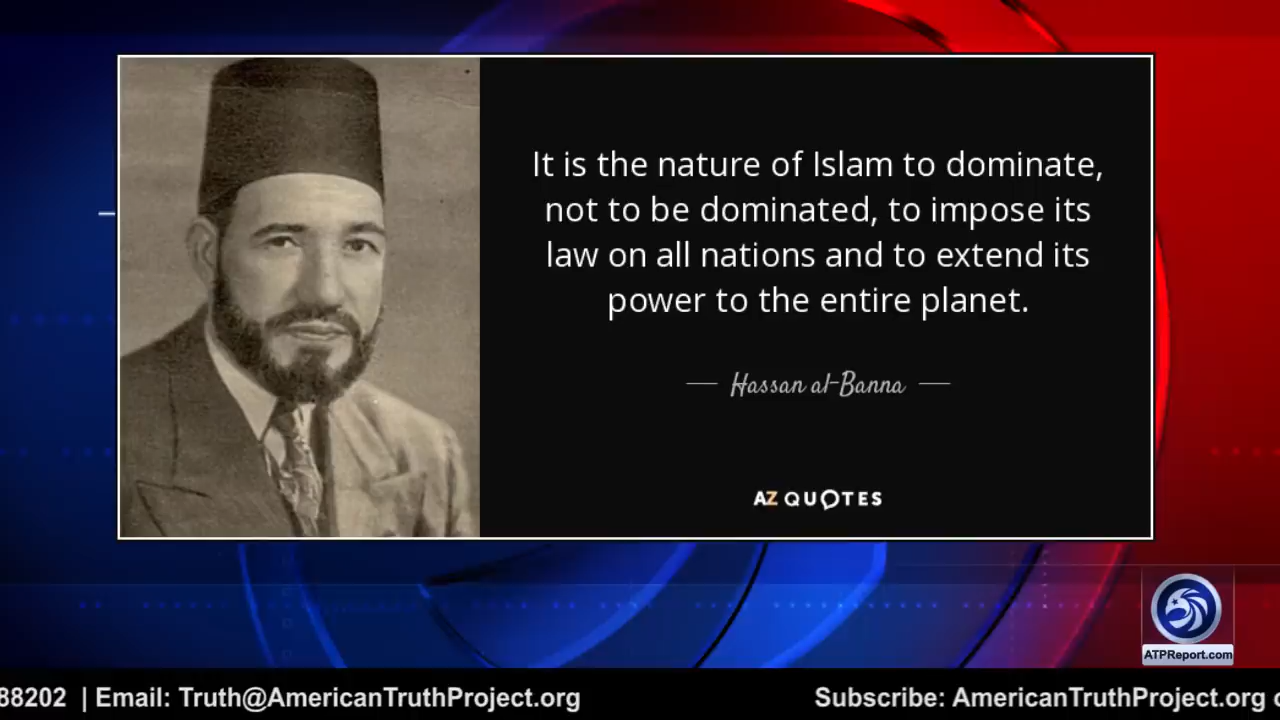 It is the nature of Islam to dominate,
not to be dominated, to impose its
law on all nations and to extend its
power to the entire planet.
Hassan al-Banna
AZ QUOTES
ATPReport.com
88202 | Email: Truth@AmericanTruthProject.org
Subscribe: AmericanTruthProject.org